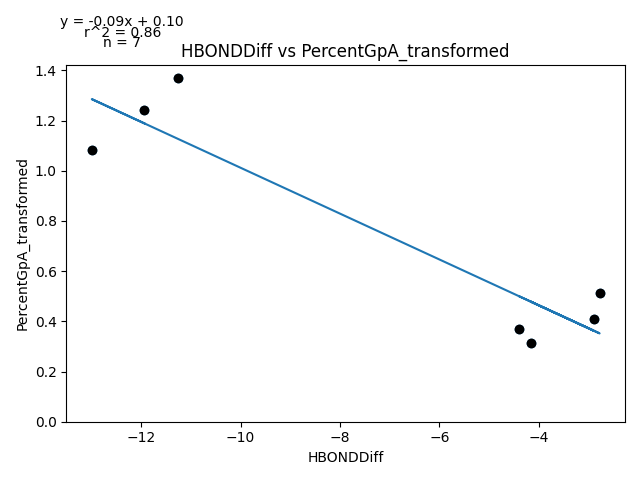 y = -0.09x + 0.10
r^2 = 0.86
n = 7
HBONDDiff vs PercentGpA_transformed
1.4
1.2
1.0
0.8
0.6
0.4
0.2
0.0
PercentGpA_transformed
−12
−10
−8
−6
−4
HBONDDiff